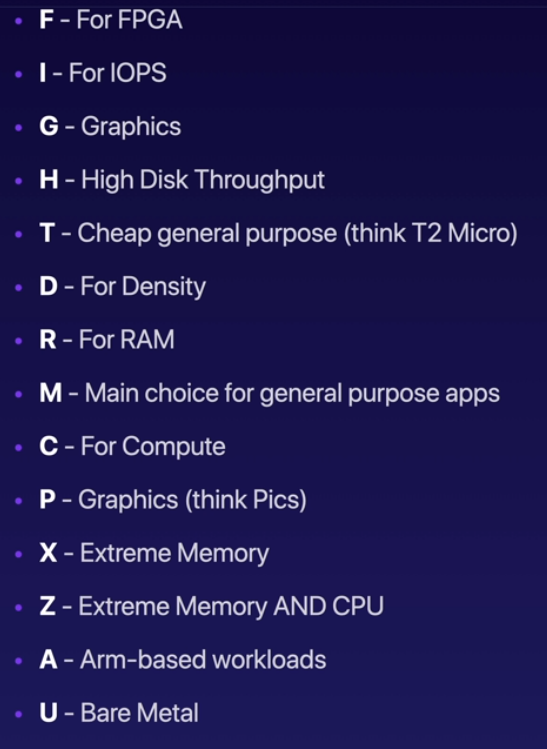 • F - For FPGA
• I - For IOPS
• G - Graphics
• H - High Disk Throughput
• T - Cheap general purpose (think T2 Micro)
• D - For Density
• R - For RAM
• M - Main choice for general purpose apps
• C - For Compute
• P - Graphics (think Pics)
• X - Extreme Memory
• Z - Extreme Memory AND CPU
• A - Arm-based workloads
• U - Bare Metal